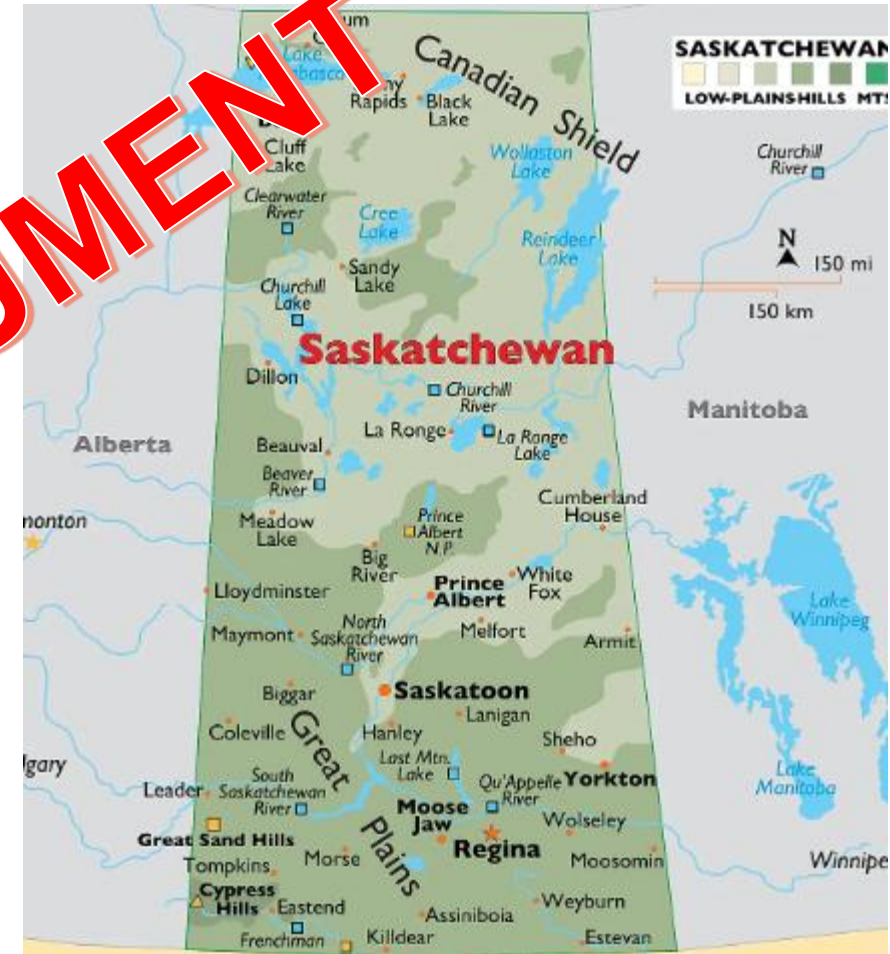 SASKATCHEWAN
LOW-PLAINS HILLS MTS
Canadian Shield
Lake
Rapids
Black
Lake
Cluff
Lake
Wollaston
Lake
Churchill
River
Clearwater
River
Cree
Lake
Reindeer
Lake
N
150 mi
150 km
Sandy
Lake
Churchill
Lake
Saskatchewan
Dillon
Churchill
River
Manitoba
La Ronge
La Range
Lake
Alberta
Beauval
Beaver
River
Cumberland
House
Meadow
Lake
Prince
Albert
N.P.
Big
River
Lloydminster
Prince
Albert
White
Fox
Lake
Winnipeg
Maymont
North
Saskatchewan
River
Melfort
Armit
Biggar
Saskatoon
Lanigan
Coleville
Great
Plains
Hanley
Sheho
Last Mtn.
Lake
Leader
South
Saskatchewan
River
Qu'Appelle
River
Yorkton
Lake
Manitoba
Great Sand Hills
Moose
Jaw
Regina
Wolseley
Tompkins
Morse
Moosomin
Cypress
Hills
Eastend
Assiniboia
Weyburn
Frenchman
Killdear
Estevan